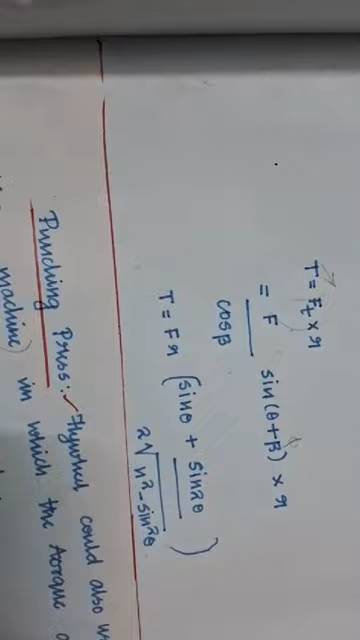 T = Ft × r
= F/cosβ sin(θ+β) × r
T = Fr (sinθ + sin2θ/2√n²-sin²θ)
Punching Press:✓ Flywheel could also
machine) in which the torque